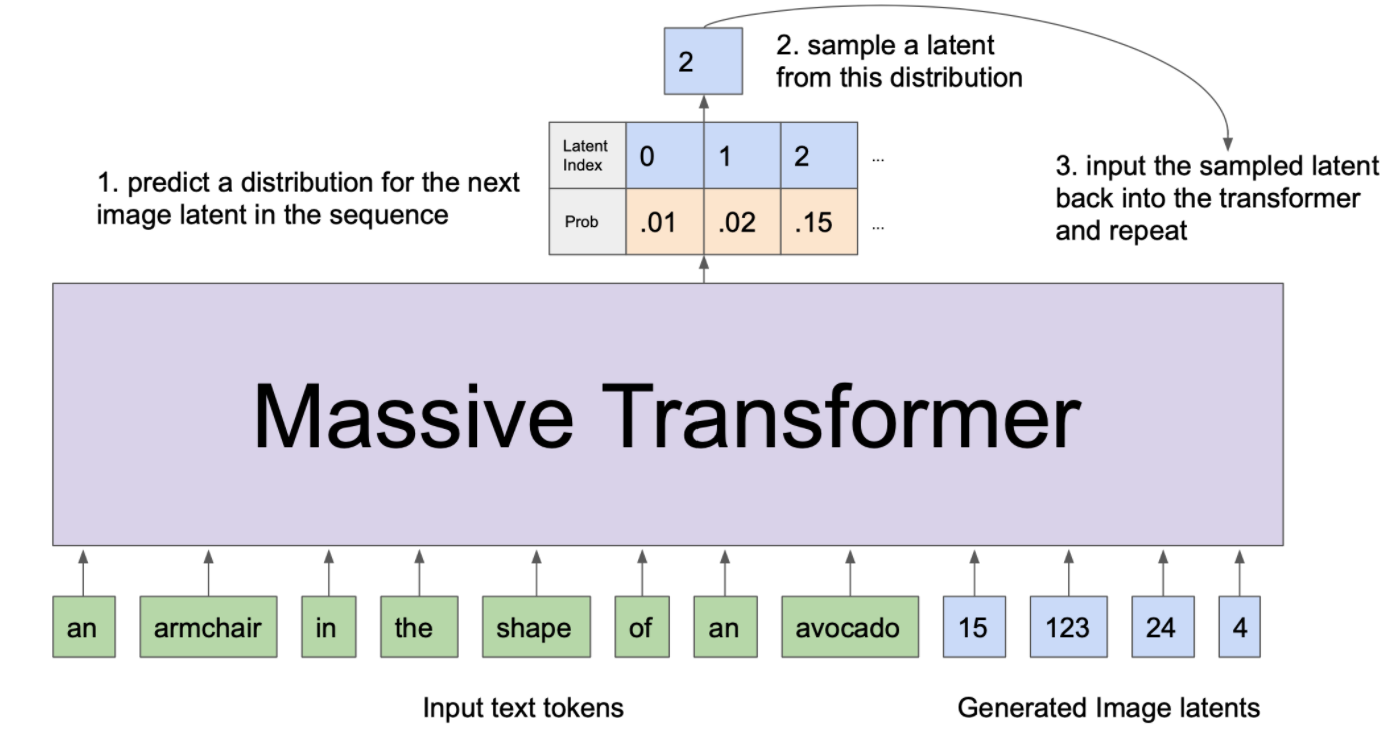 2
2. sample a latent
from this distribution
Latent
Index
0
1
2
...
1. predict a distribution for the next
image latent in the sequence
3. input the sampled latent
back into the transformer
and repeat
Prob
.01
.02
.15
...
Massive Transformer
an
armchair
in
the
shape
of
an
avocado
15
123
24
4
Input text tokens
Generated Image latents